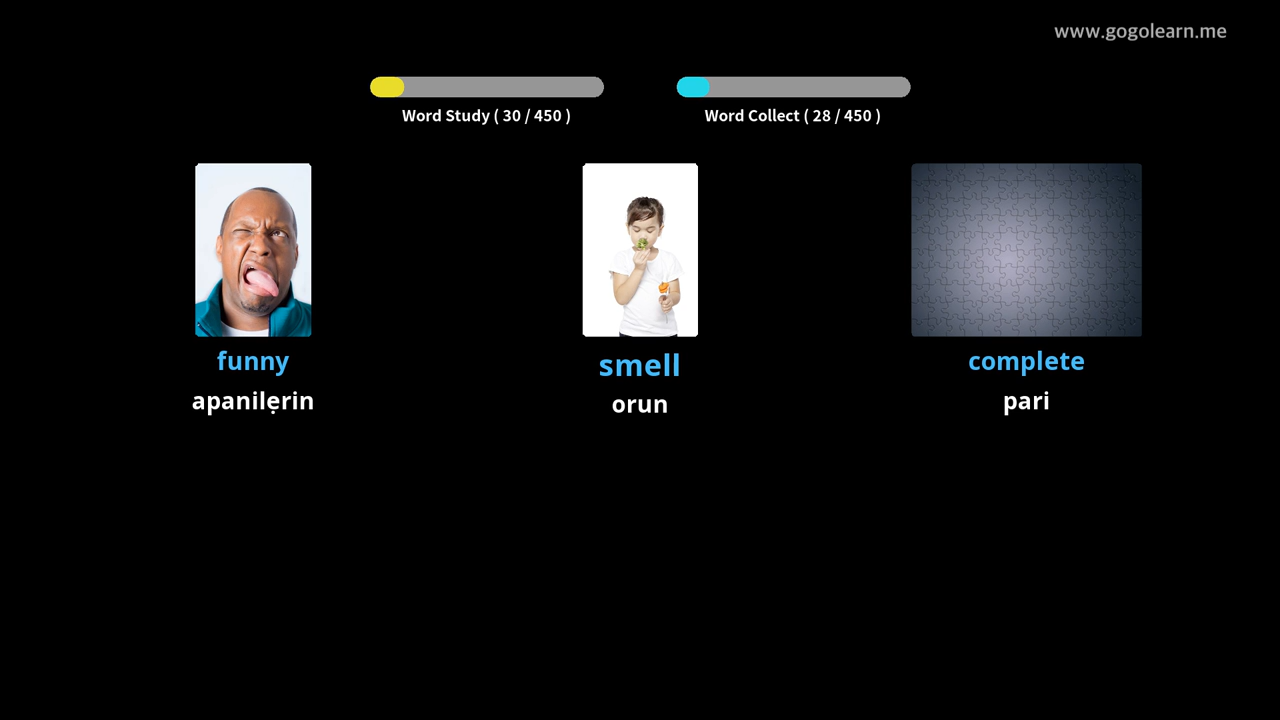 www.gogolearn.me
Word Study ( 30 / 450 )
Word Collect ( 28 / 450 )
funny
smell
complete
apanilẹrin
orun
pari